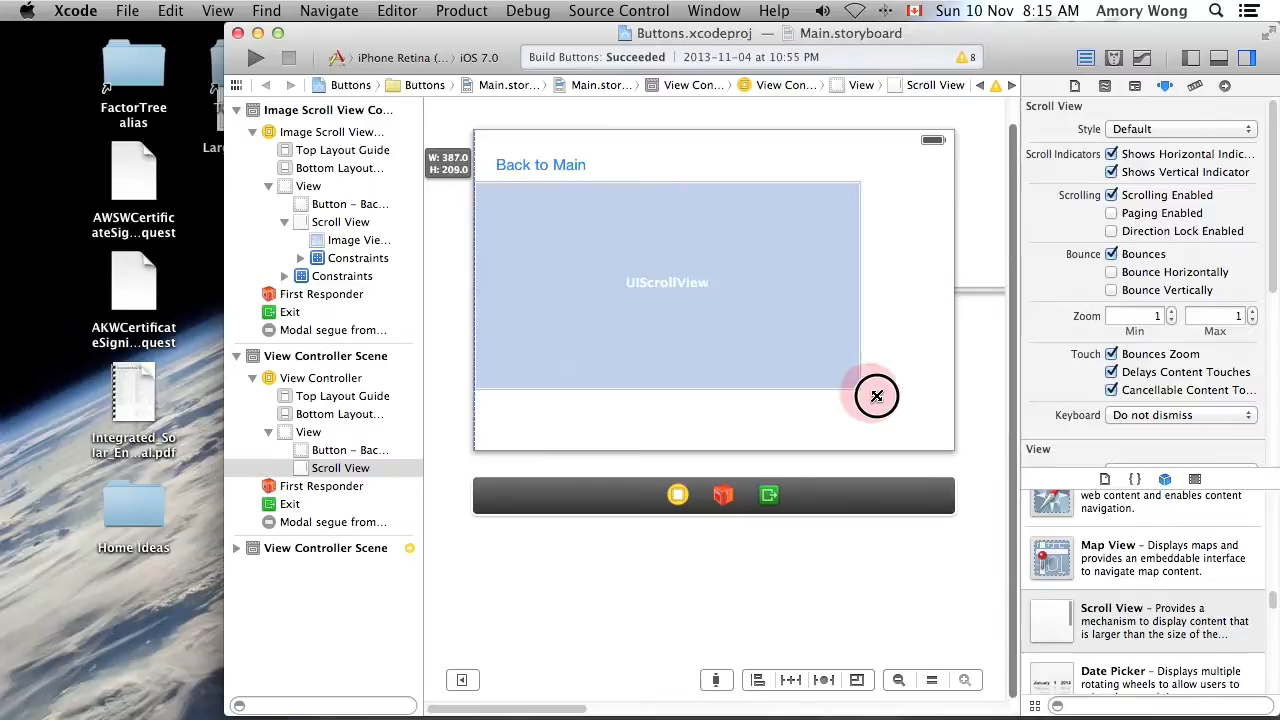 Xcode File Edit View Find Navigate Editor Product Debug Source Control Window Help Sun 10 Nov 8:15 AM Amory Wong
Buttons.xcodeproj — Main.storyboard
iPhone Retina (... iOS 7.0
Build Buttons: Succeeded 2013-11-04 at 10:55 PM
8
Buttons Buttons Main.stor... Main.stor... View Con... View Con... View Scroll View
FactorTree
alias
AWSWCertific
ateSig...quest
AKWCertificat
eSigni...quest
Integrated_So
lar_En...al.pdf
Home Ideas
Image Scroll View Co...
Image Scroll View...
Top Layout Guide
Bottom Layout...
View
Button – Bac...
Scroll View
Image Vie...
Constraints
Constraints
First Responder
Exit
Modal segue from...
View Controller Scene
View Controller
Top Layout Guide
Bottom Layout...
View
Button – Bac...
Scroll View
First Responder
Exit
Modal segue from...
View Controller Scene
W: 387.0
H: 209.0
Back to Main
UIScrollView
Scroll View
Style Default
Scroll Indicators Shows Horizontal Indic...
Shows Vertical Indicator
Scrolling Scrolling Enabled
Paging Enabled
Direction Lock Enabled
Bounce Bounces
Bounce Horizontally
Bounce Vertically
Zoom 1 1
Min Max
Touch Bounces Zoom
Delays Content Touches
Cancellable Content To...
Keyboard Do not dismiss
View
web content and enables content
navigation.
Map View – Displays maps and
provides an embeddable interface
to navigate map content.
Scroll View – Provides a
mechanism to display content that
is larger than the size of the...
Date Picker – Displays multiple
rotating wheels to allow users to